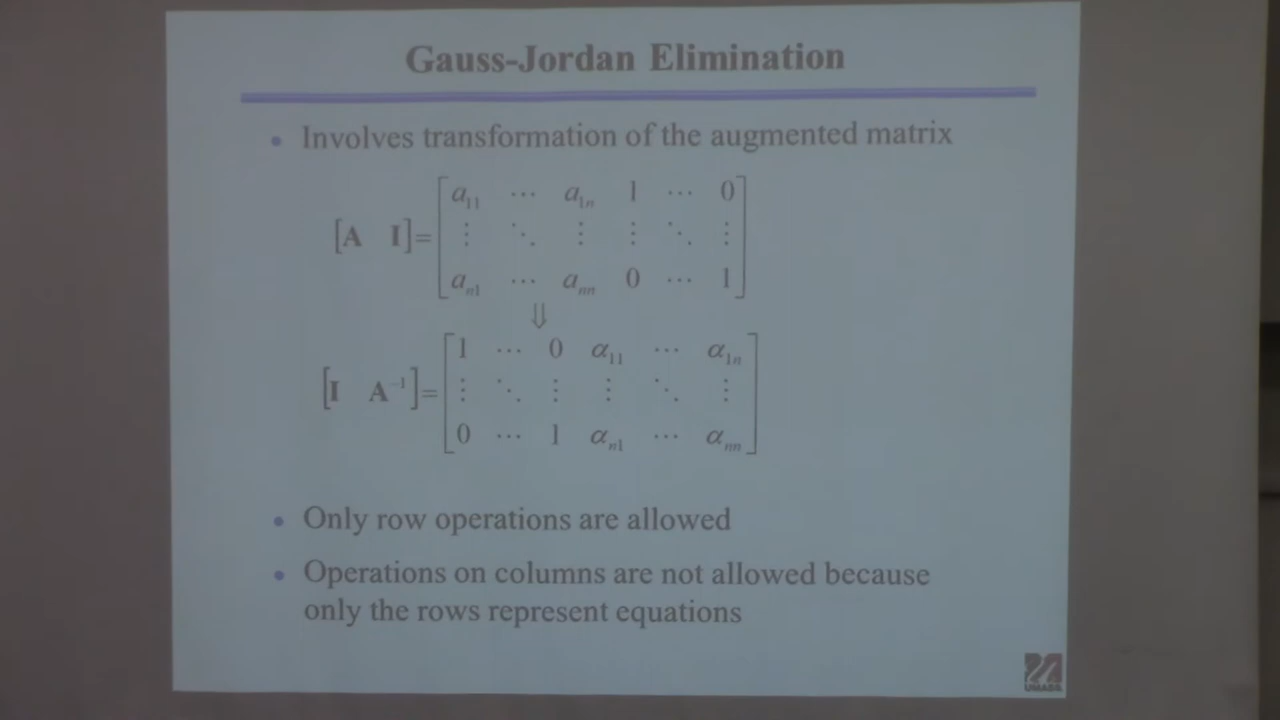 Gauss-Jordan Elimination
• Involves transformation of the augmented matrix
[A I]= [a₁₁ ⋯ a₁ₙ 1 ⋯ 0
⋮ ⋱ ⋮ ⋮ ⋱ ⋮
aₙ₁ ⋯ aₙₙ 0 ⋯ 1]
⇓
[I A⁻¹]= [1 ⋯ 0 α₁₁ ⋯ α₁ₙ
⋮ ⋱ ⋮ ⋮ ⋱ ⋮
0 ⋯ 1 αₙ₁ ⋯ αₙₙ]
• Only row operations are allowed
• Operations on columns are not allowed because
only the rows represent equations
UMASS